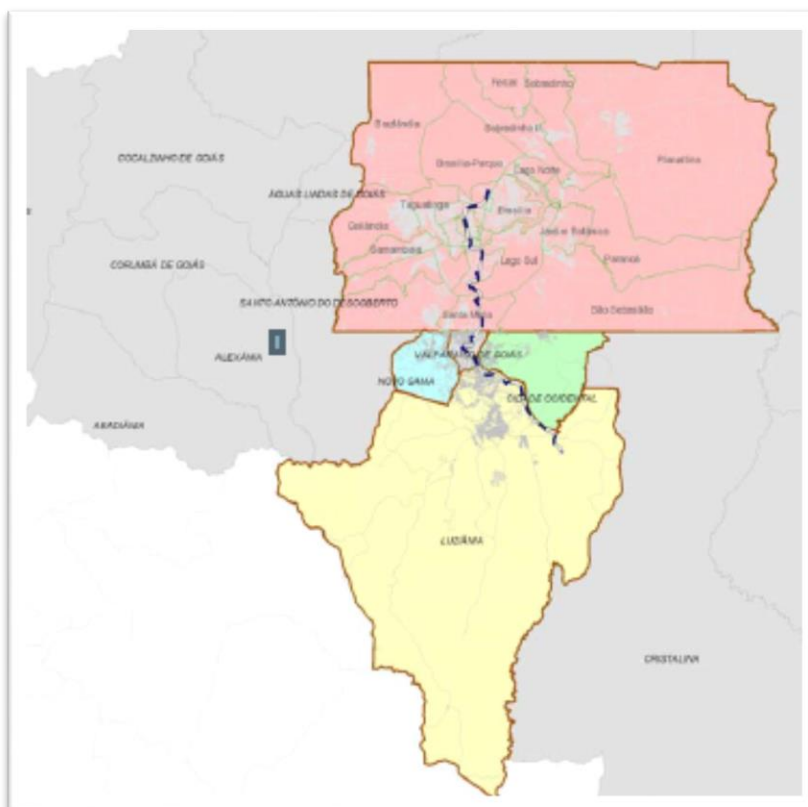 Fercal
Sobradinho
Brazlândia
Sobradinho II
COCALZINHO DE GOIÁS
Brasília-Parque
Planaltina
Lago Norte
ÁGUAS LINDAS DE GOIÁS
Taguatinga
Brasília
Ceilândia
Jardim Botânico
Samambaia
Lago Sul
Paranoá
CORUMBÁ DE GOIÁS
SANTO ANTÔNIO DO DESCOBERTO
Santa Maria
São Sebastião
ALEXÂNIA
VALPARAÍSO DE GOIÁS
NOVO GAMA
CIDADE OCIDENTAL
ABADIÂNIA
LUZIÂNIA
CRISTALINA